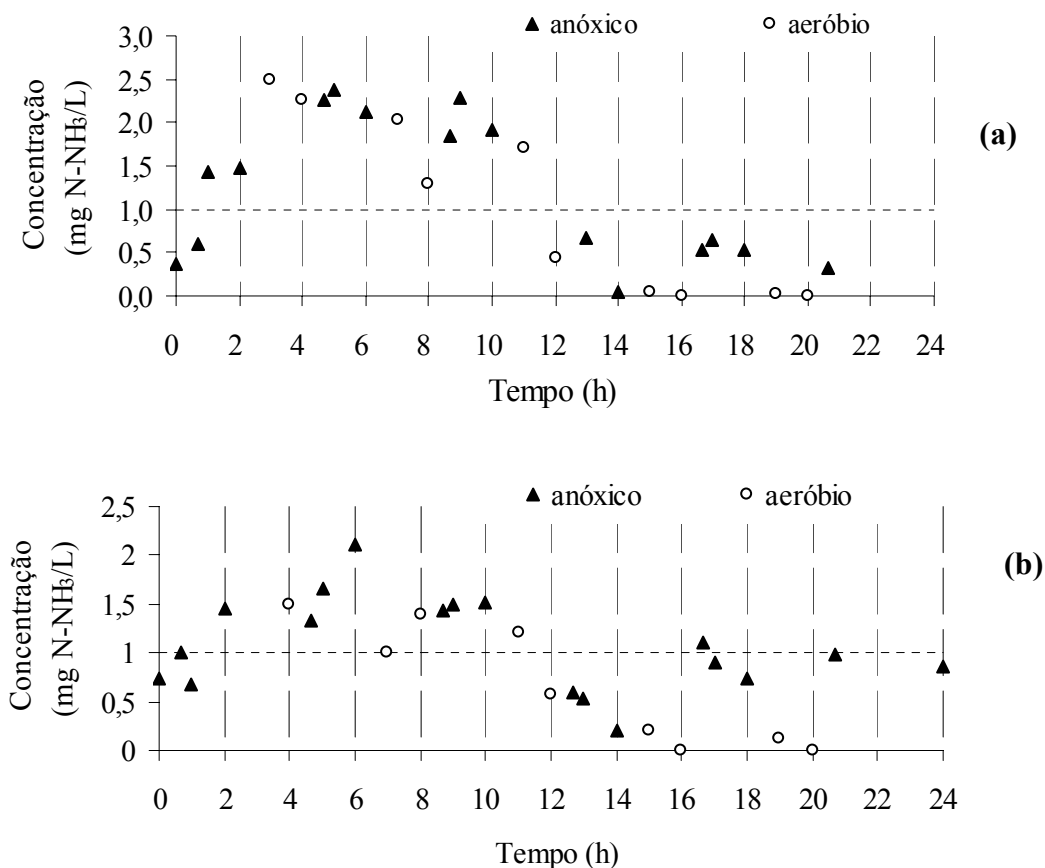 ▲ anóxico ○ aeróbio
3,0
2,5
2,0
1,5
1,0
0,5
0,0
Concentração
(mg N-NH3/L)
(a)
0 2 4 6 8 10 12 14 16 18 20 22 24
Tempo (h)
▲ anóxico ○ aeróbio
2,5
2
1,5
1
0,5
0
Concentração
(mg N-NH3/L)
(b)
0 2 4 6 8 10 12 14 16 18 20 22 24
Tempo (h)